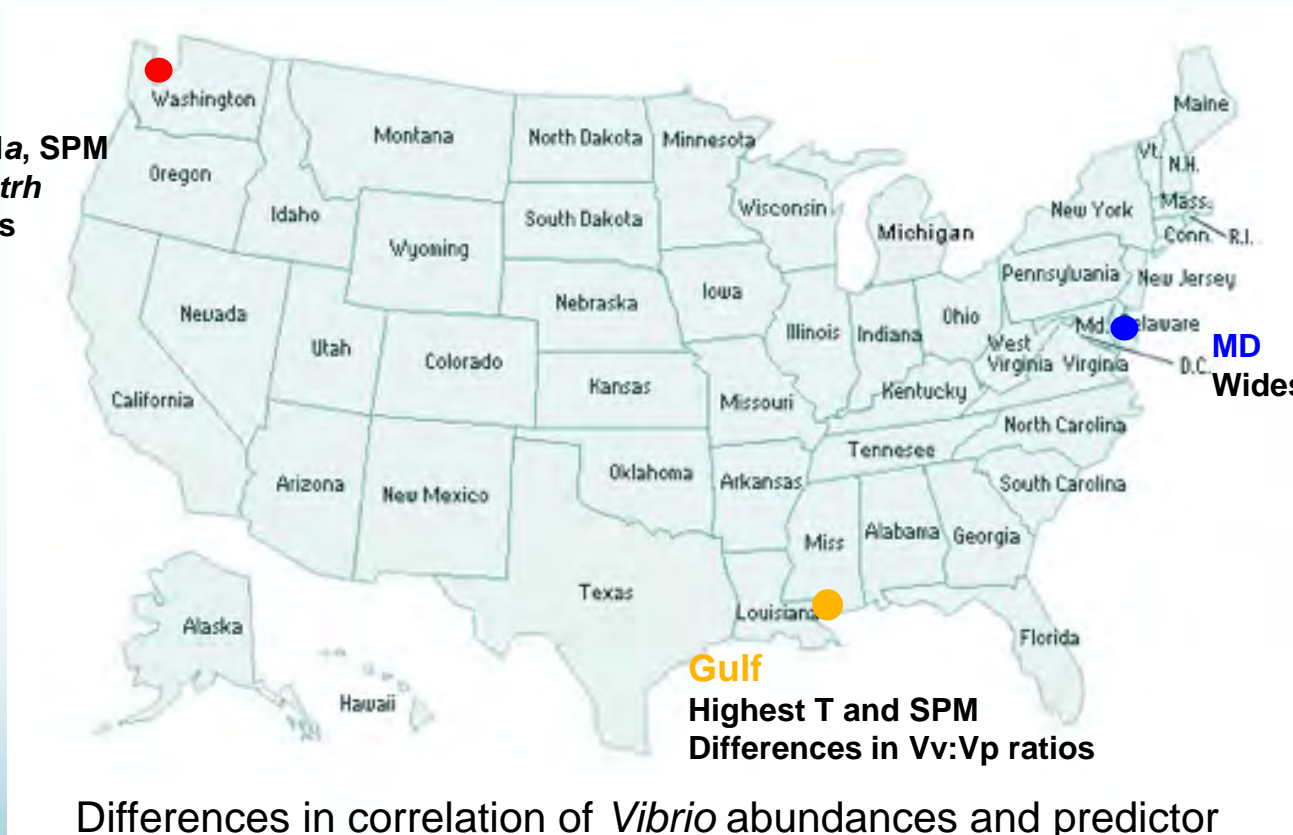 Washington
Montana
North Dakota
Minnesota
Maine
a, SPM
trh
s
Oregon
Idaho
Wyoming
South Dakota
Wisconsin
Michigan
New York
Vt.
N.H.
Mass.
Conn.
R.I.
Nevada
Utah
Colorado
Nebraska
Iowa
Illinois
Indiana
Ohio
Pennsylvania
New Jersey
Md.
elaware
West
Virginia
Virginia
D.C.
MD
Wides
California
Kansas
Missouri
Kentucky
North Carolina
Tennesee
Arizona
New Mexico
Oklahoma
Arkansas
South Carolina
Texas
Louisiana
Miss
Alabama
Georgia
Florida
Alaska
Hawaii
Gulf
Highest T and SPM
Differences in Vv:Vp ratios
Differences in correlation of Vibrio abundances and predictor